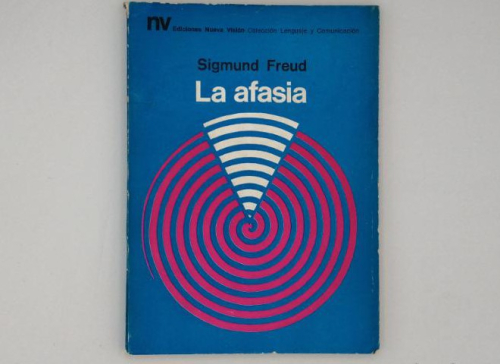 nv Ediciones Nueva Visión Colección Lenguaje y Comunicación
Sigmund Freud
La afasia